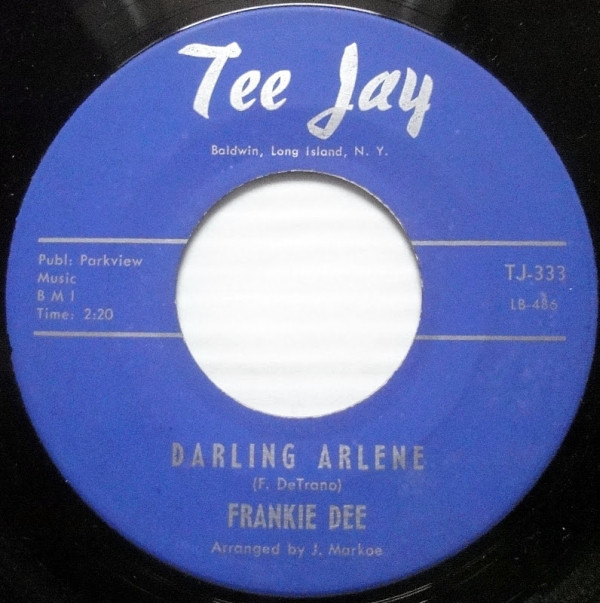 Tee Jay
Baldwin, Long Island, N. Y.
Publ: Parkview
Music
B M I
Time: 2:20
TJ-333
LB-486
DARLING ARLENE
(F. DeTrano)
FRANKIE DEE
Arranged by J. Markae